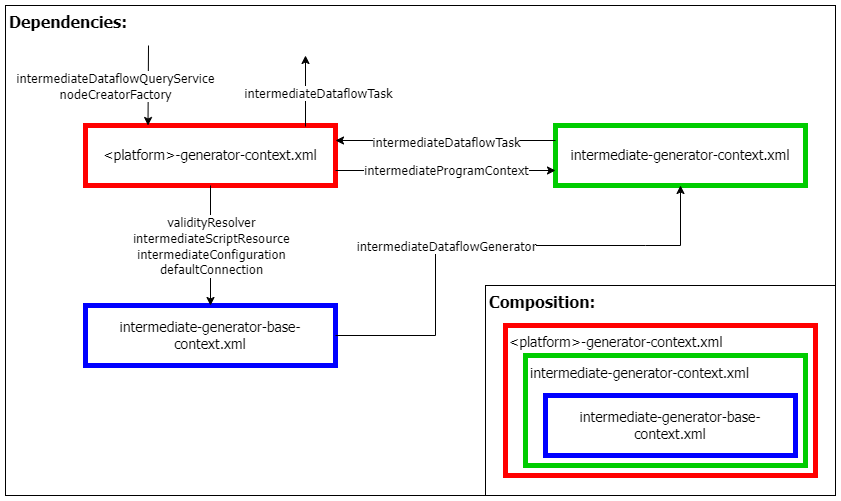 Dependencies:
intermediateDataflowQueryService
nodeCreatorFactory
intermediateDataflowTask
<platform>-generator-context.xml
intermediateDataflowTask
intermediateProgramContext
intermediate-generator-context.xml
validityResolver
intermediateScriptResource
intermediateConfiguration
defaultConnection
intermediateDataflowGenerator
intermediate-generator-base-
context.xml
Composition:
<platform>-generator-context.xml
intermediate-generator-context.xml
intermediate-generator-base-
context.xml